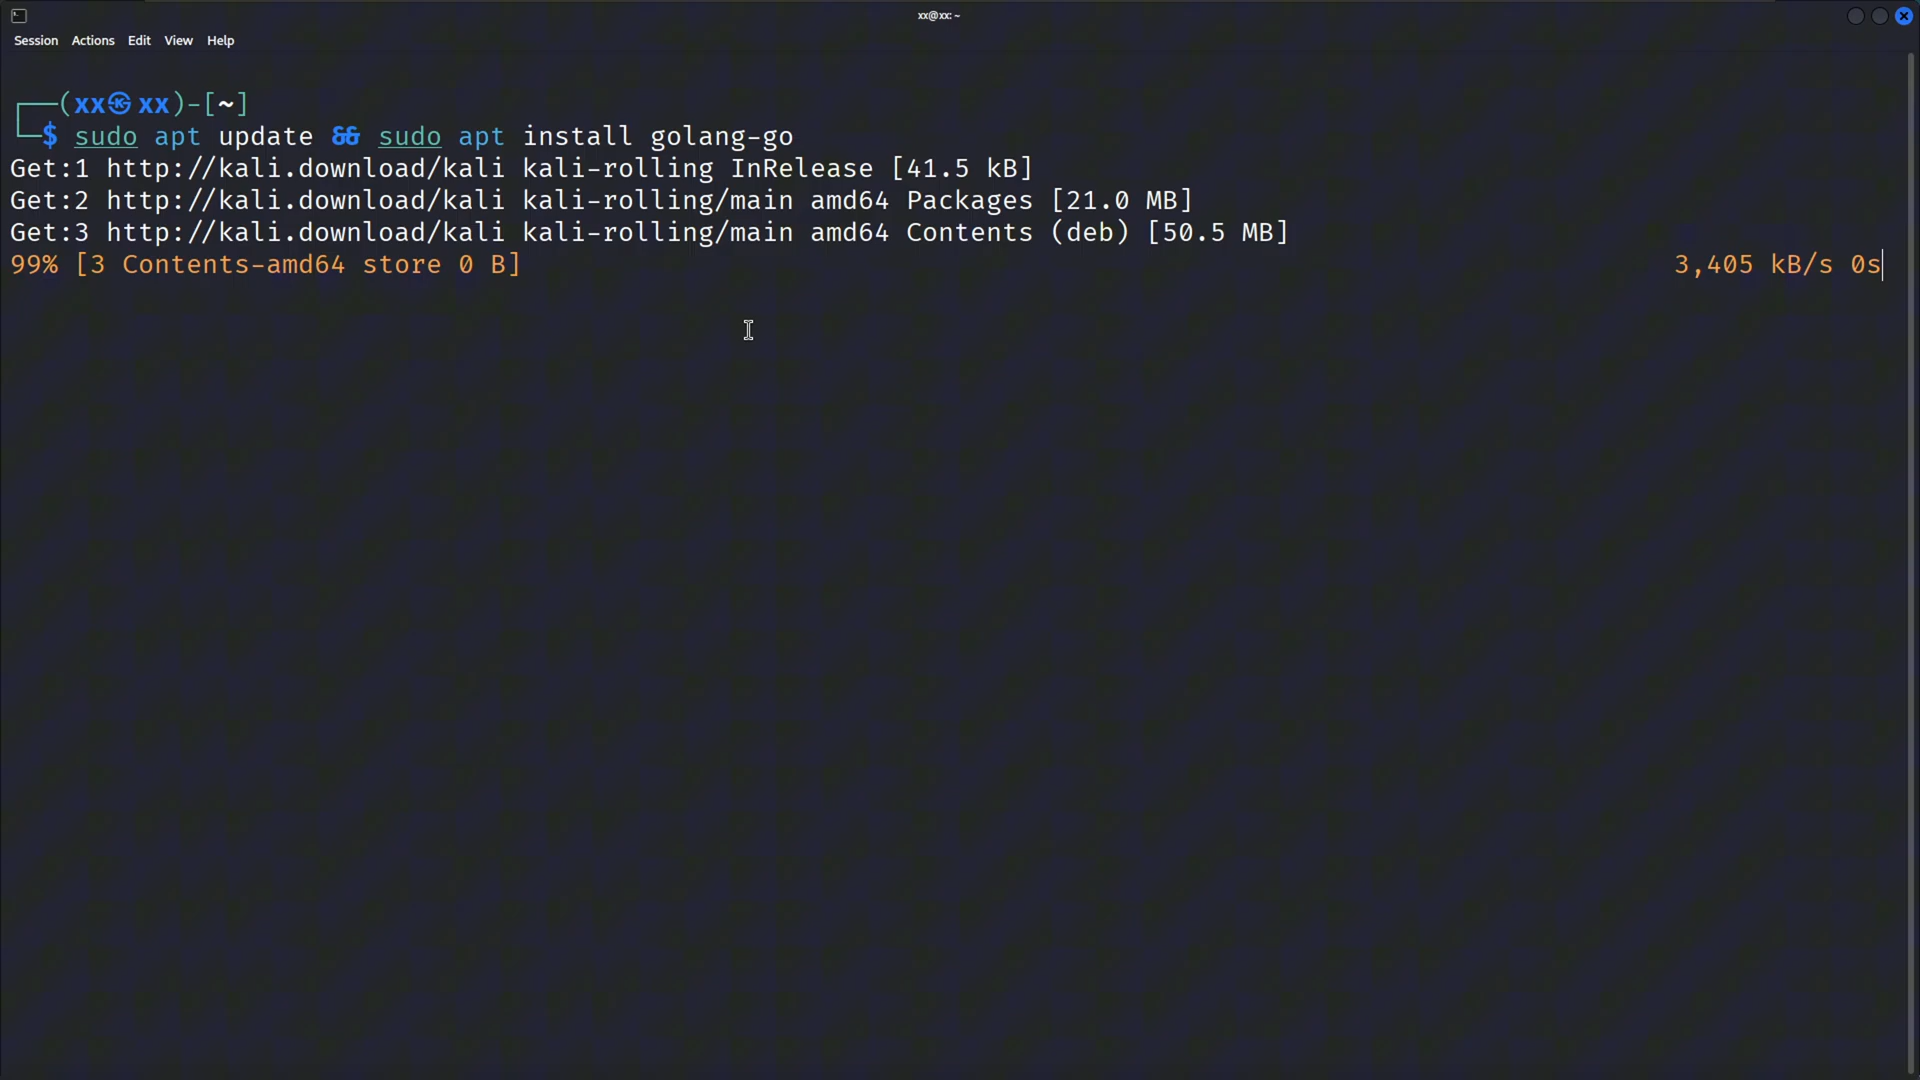 xx@xx: ~
Session Actions Edit View Help
┌──(xx㉿xx)-[~]
└─$ sudo apt update && sudo apt install golang-go
Get:1 http://kali.download/kali kali-rolling InRelease [41.5 kB]
Get:2 http://kali.download/kali kali-rolling/main amd64 Packages [21.0 MB]
Get:3 http://kali.download/kali kali-rolling/main amd64 Contents (deb) [50.5 MB]
99% [3 Contents-amd64 store 0 B] 3,405 kB/s 0s